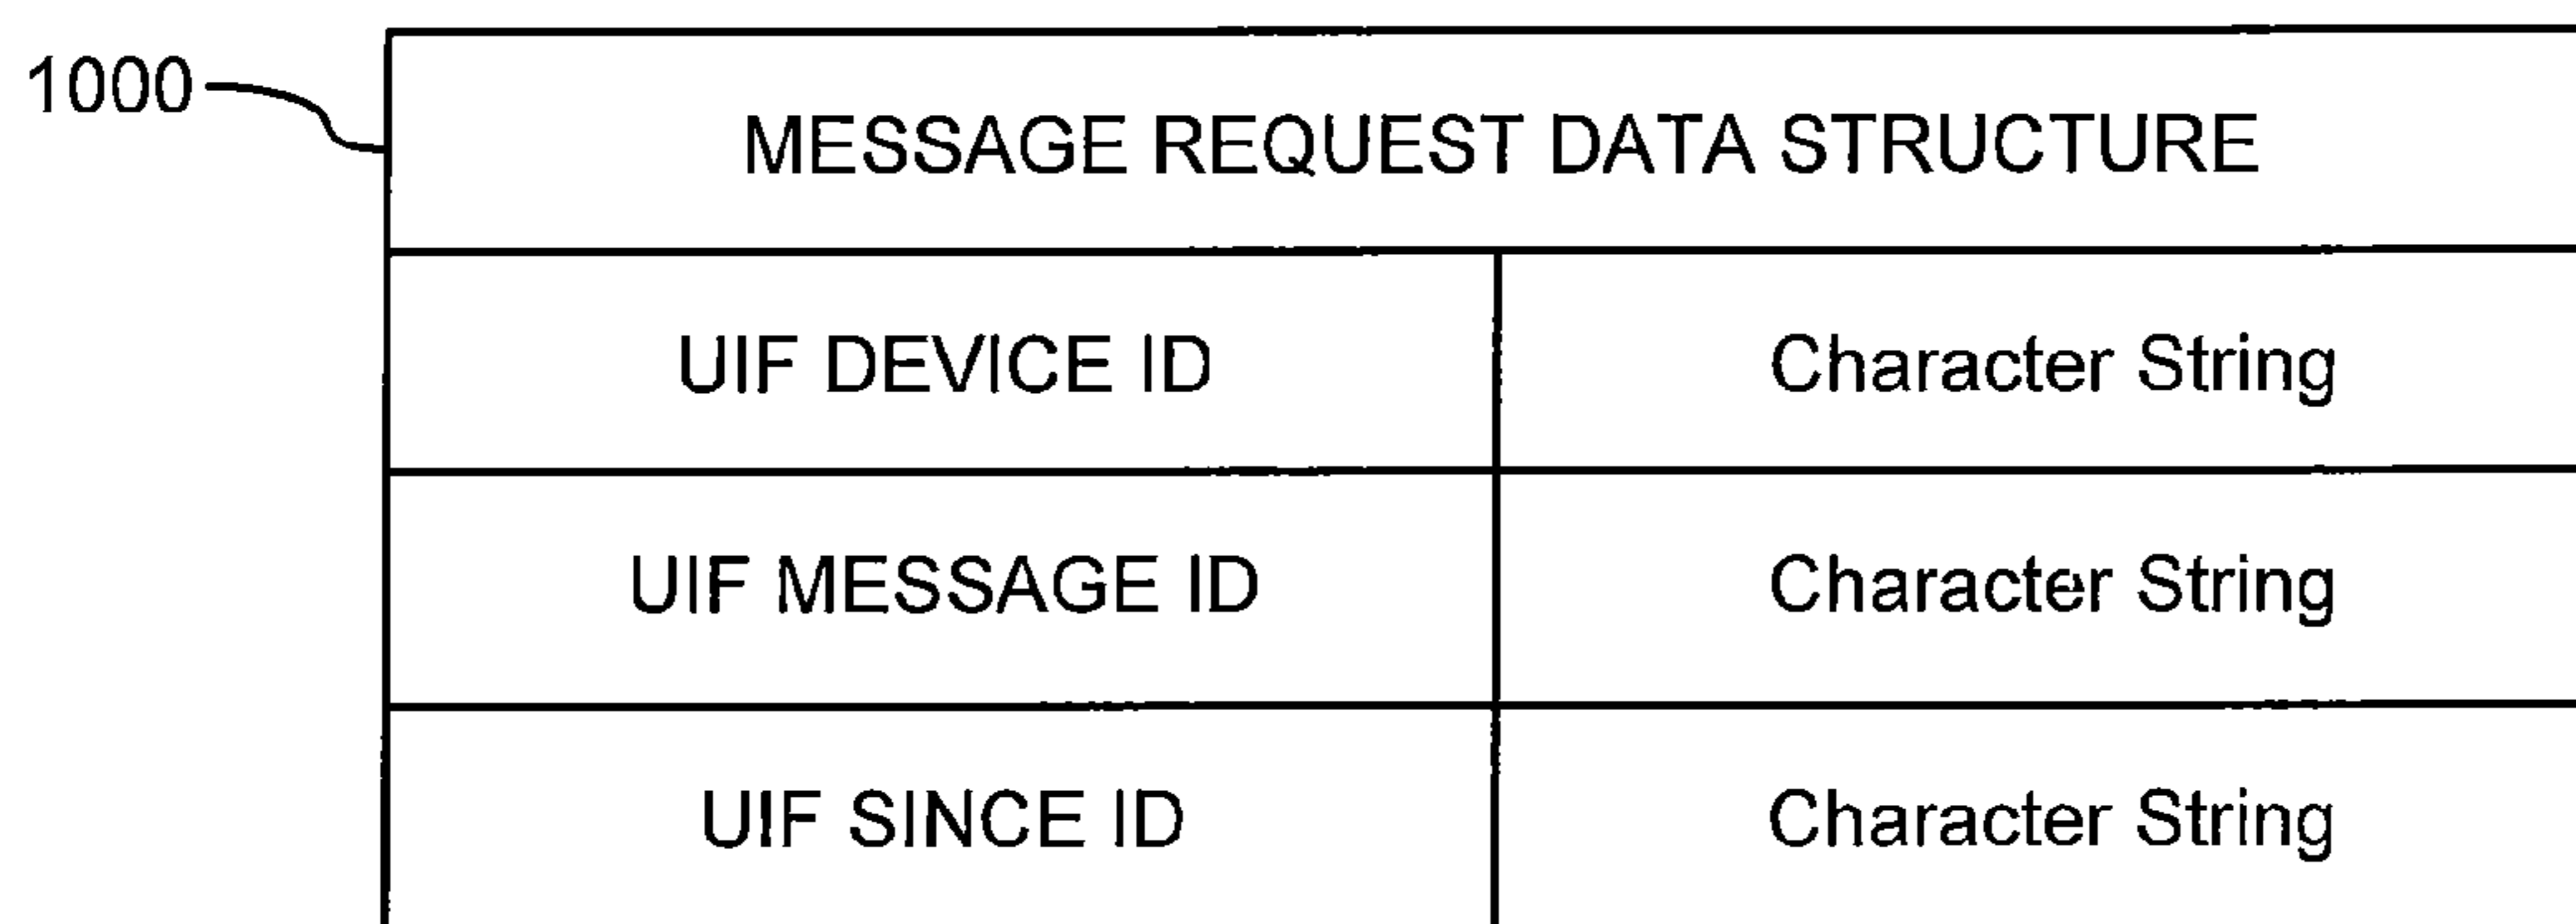 1000
MESSAGE REQUEST DATA STRUCTURE
UIF DEVICE ID Character String
UIF MESSAGE ID Character String
UIF SINCE ID Character String